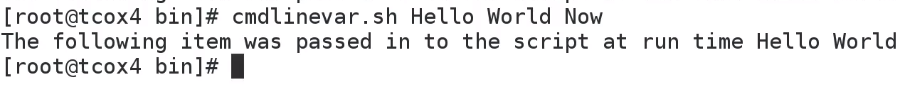 [root@tcox4 bin]# cmdlinevar.sh Hello World Now
The following item was passed in to the script at run time Hello World
[root@tcox4 bin]#